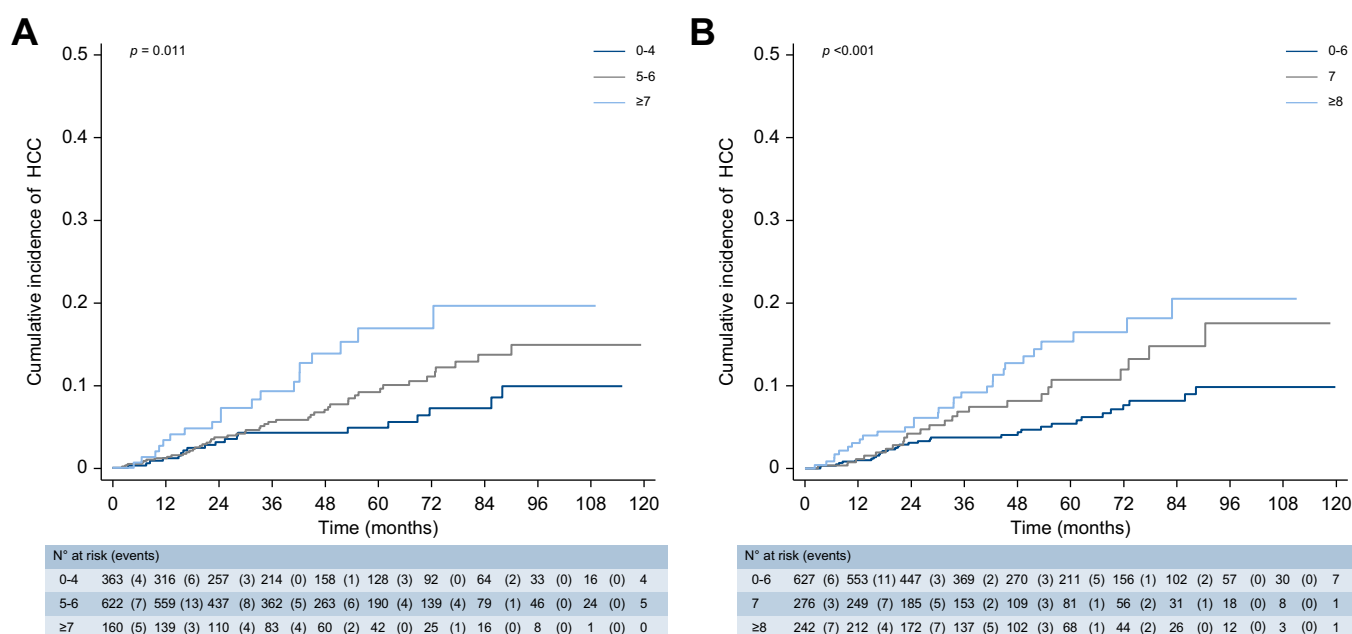 A
p = 0.011
0-4
5-6
≥7
0.5
0.4
0.3
0.2
0.1
0
Cumulative incidence of HCC
0 12 24 36 48 60 72 84 96 108 120
Time (months)
N° at risk (events)
0-4 363 (4) 316 (6) 257 (3) 214 (0) 158 (1) 128 (3) 92 (0) 64 (2) 33 (0) 16 (0) 4
5-6 622 (7) 559 (13) 437 (8) 362 (5) 263 (6) 190 (4) 139 (4) 79 (1) 46 (0) 24 (0) 5
≥7 160 (5) 139 (3) 110 (4) 83 (4) 60 (2) 42 (0) 25 (1) 16 (0) 8 (0) 1 (0) 0
B
p <0.001
0-6
7
≥8
0.5
0.4
0.3
0.2
0.1
0
Cumulative incidence of HCC
0 12 24 36 48 60 72 84 96 108 120
Time (months)
N° at risk (events)
0-6 627 (6) 553 (11) 447 (3) 369 (2) 270 (3) 211 (5) 156 (1) 102 (2) 57 (0) 30 (0) 7
7 276 (3) 249 (7) 185 (5) 153 (2) 109 (3) 81 (1) 56 (2) 31 (1) 18 (0) 8 (0) 1
≥8 242 (7) 212 (4) 172 (7) 137 (5) 102 (3) 68 (1) 44 (2) 26 (0) 12 (0) 3 (0) 1